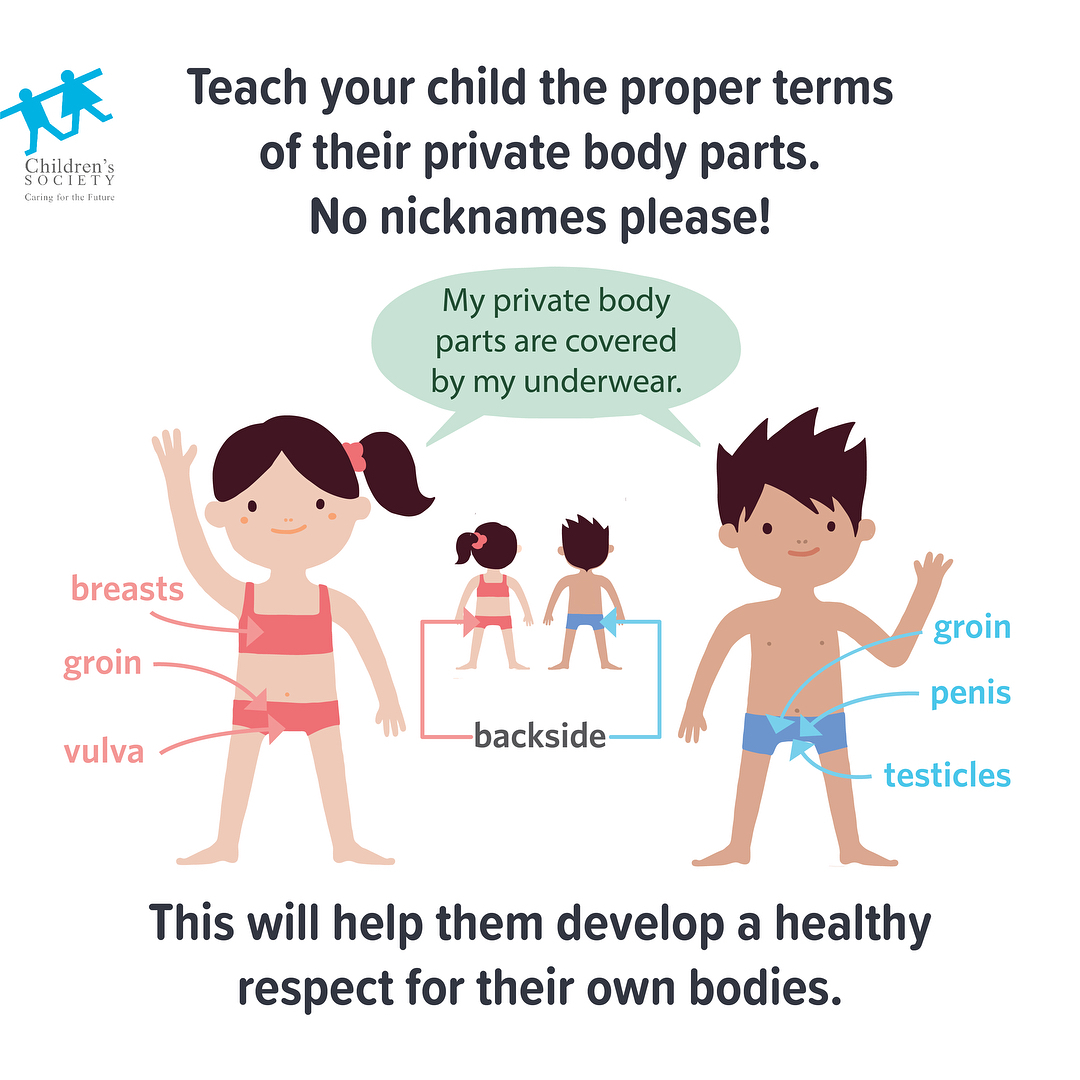 Children's
SOCIETY
Caring for the Future
Teach your child the proper terms
of their private body parts.
No nicknames please!
My private body
parts are covered
by my underwear.
breasts
groin
vulva
backside
groin
penis
testicles
This will help them develop a healthy
respect for their own bodies.